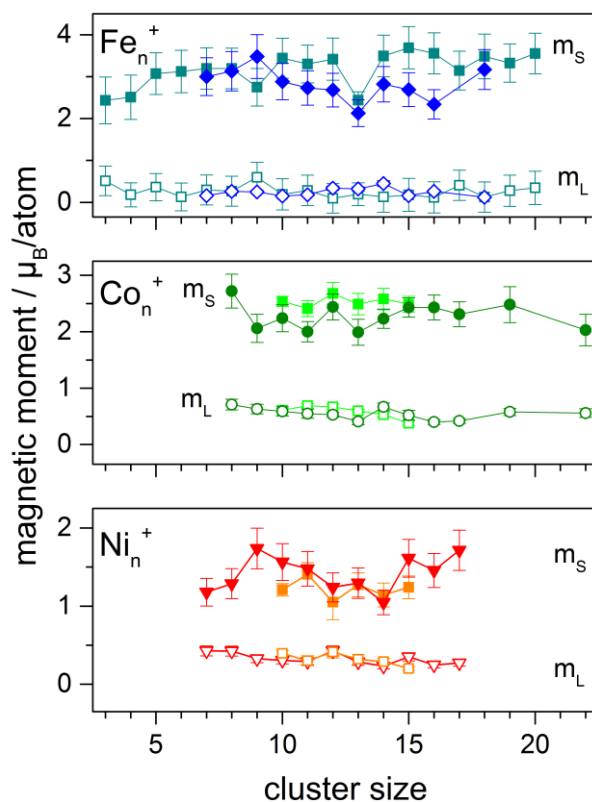 magnetic moment / μB/atom
Feₙ⁺
4
2
0
mS
mL
Coₙ⁺
3
2
1
0
mS
mL
Niₙ⁺
2
1
0
mS
mL
5 10 15 20
cluster size